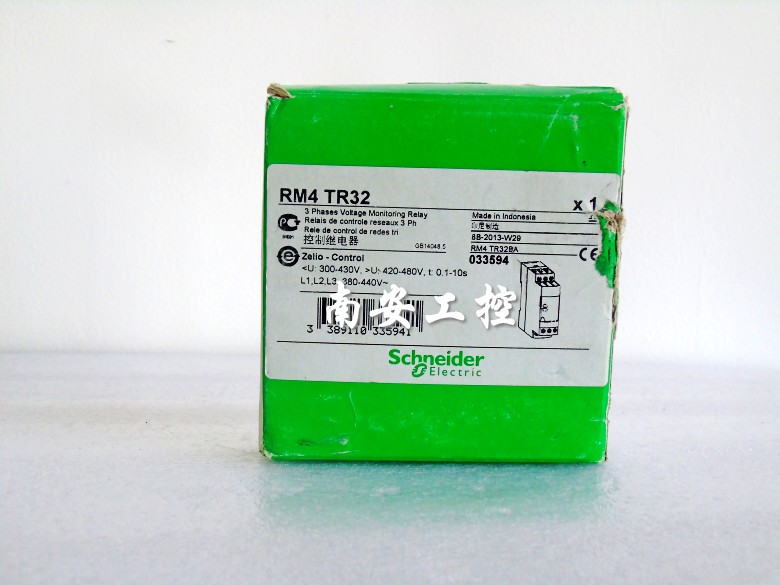 RM4 TR32
x 1
3 Phases Voltage Monitoring Relay
Relais de controle reseaux 3 Ph
Rele de control de redes tri
控制继电器
GB14048.5
Made in Indonesia
印尼制造
8B-2013-W29
RM4 TR32BA
033594
CE
Zelio - Control
<U: 300-430V, >U: 420-480V, t: 0.1-10s
L1,L2,L3: 380-440V~
南安工控
3 389110 335941
Schneider
Electric